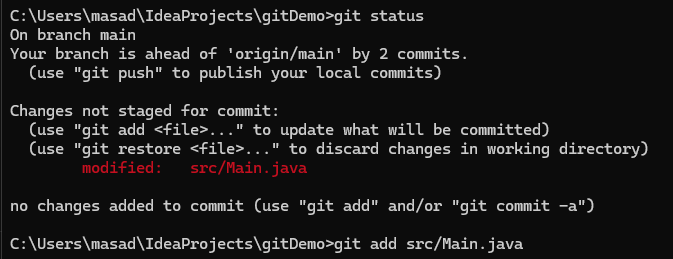 C:\Users\masad\IdeaProjects\gitDemo>git status
On branch main
Your branch is ahead of 'origin/main' by 2 commits.
  (use "git push" to publish your local commits)

Changes not staged for commit:
  (use "git add <file>..." to update what will be committed)
  (use "git restore <file>..." to discard changes in working directory)
        modified:   src/Main.java

no changes added to commit (use "git add" and/or "git commit -a")

C:\Users\masad\IdeaProjects\gitDemo>git add src/Main.java